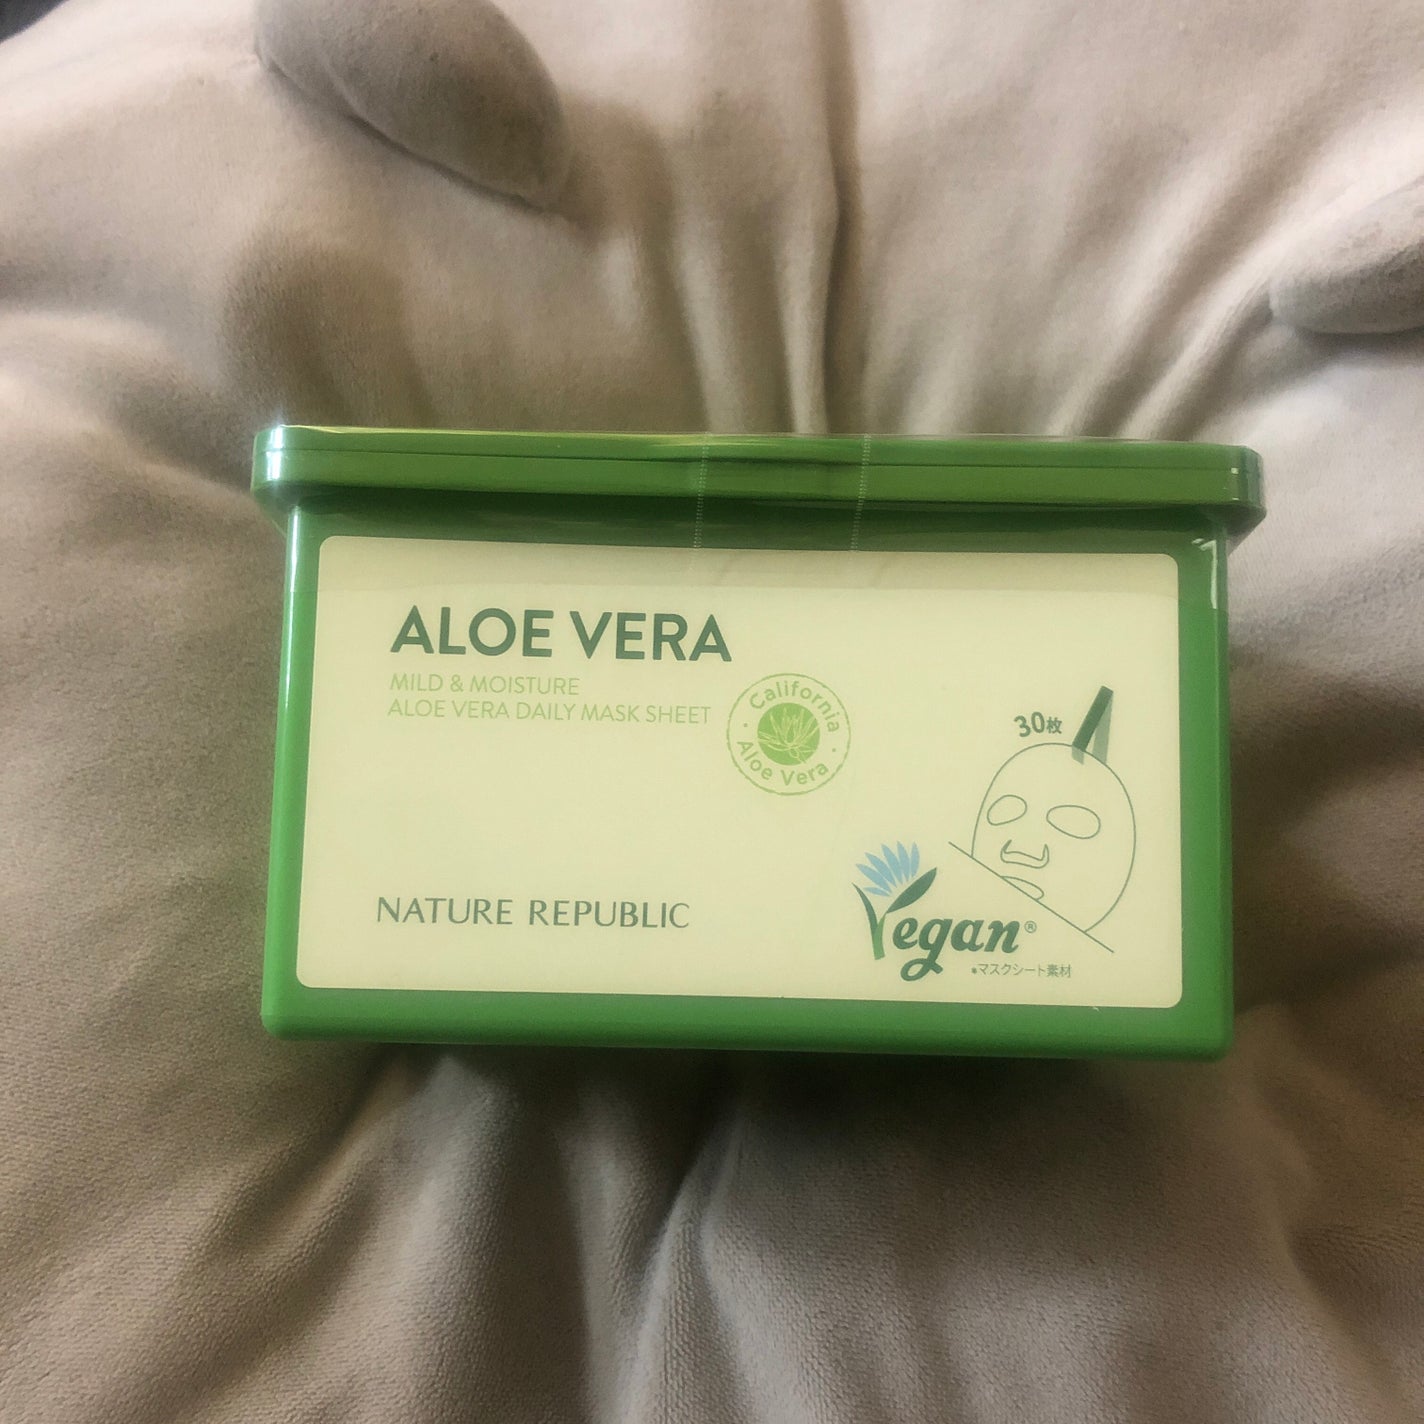 ALOE VERA
MILD & MOISTURE
ALOE VERA DAILY MASK SHEET
California
Aloe Vera
30枚
NATURE REPUBLIC
Vegan®
*マスクシート素材